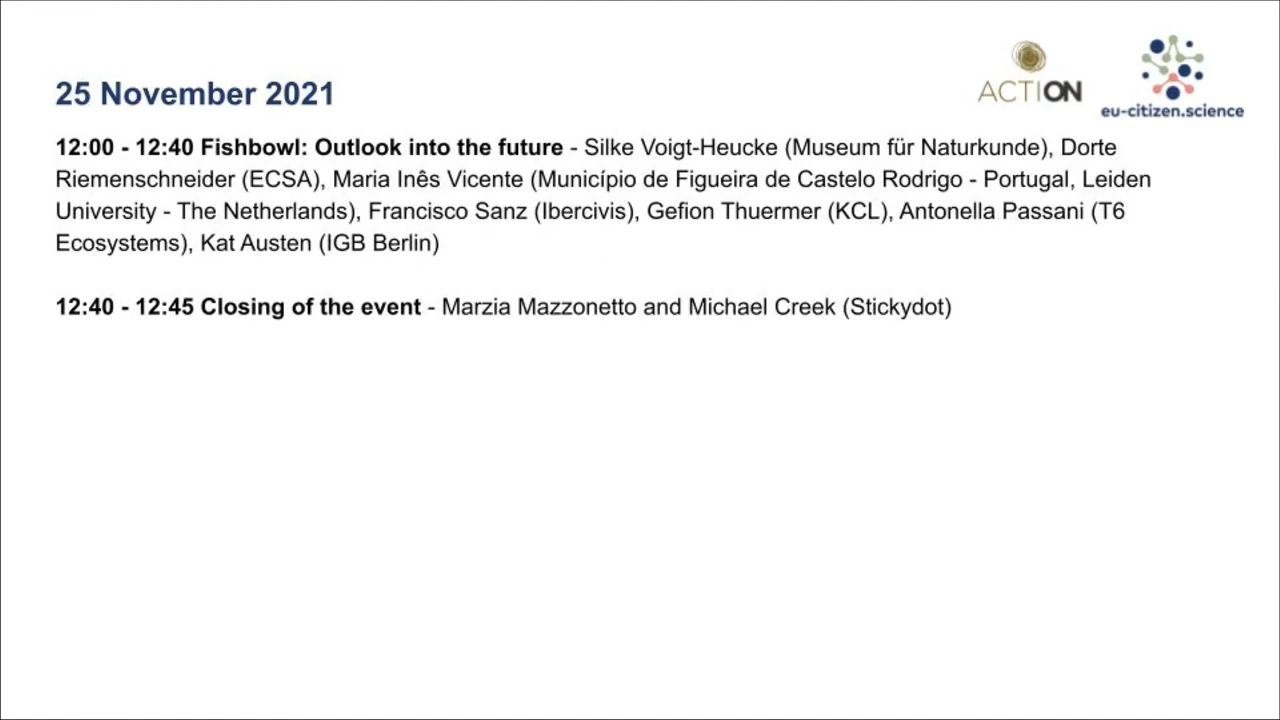 25 November 2021
ACTION
eu-citizen.science
12:00 - 12:40 Fishbowl: Outlook into the future - Silke Voigt-Heucke (Museum für Naturkunde), Dorte
Riemenschneider (ECSA), Maria Inês Vicente (Município de Figueira de Castelo Rodrigo - Portugal, Leiden
University - The Netherlands), Francisco Sanz (Ibercivis), Gefion Thuermer (KCL), Antonella Passani (T6
Ecosystems), Kat Austen (IGB Berlin)
12:40 - 12:45 Closing of the event - Marzia Mazzonetto and Michael Creek (Stickydot)